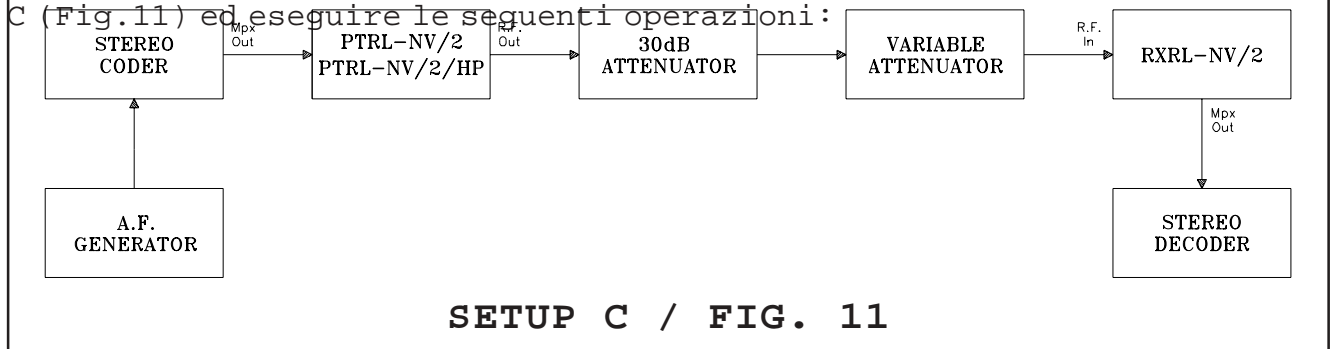 C (Fig.11) ed eseguire le seguenti operazioni:
STEREO
CODER
Mpx
Out
PTRL-NV/2
PTRL-NV/2/HP
R.F.
Out
30dB
ATTENUATOR
VARIABLE
ATTENUATOR
R.F.
In
RXRL-NV/2
Mpx
Out
A.F.
GENERATOR
STEREO
DECODER
SETUP C / FIG. 11